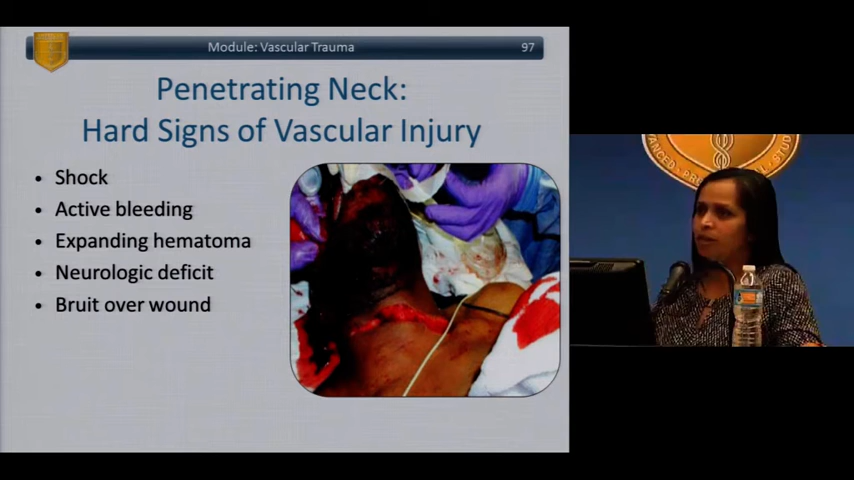 Module: Vascular Trauma
97
Penetrating Neck:
Hard Signs of Vascular Injury
• Shock
• Active bleeding
• Expanding hematoma
• Neurologic deficit
• Bruit over wound